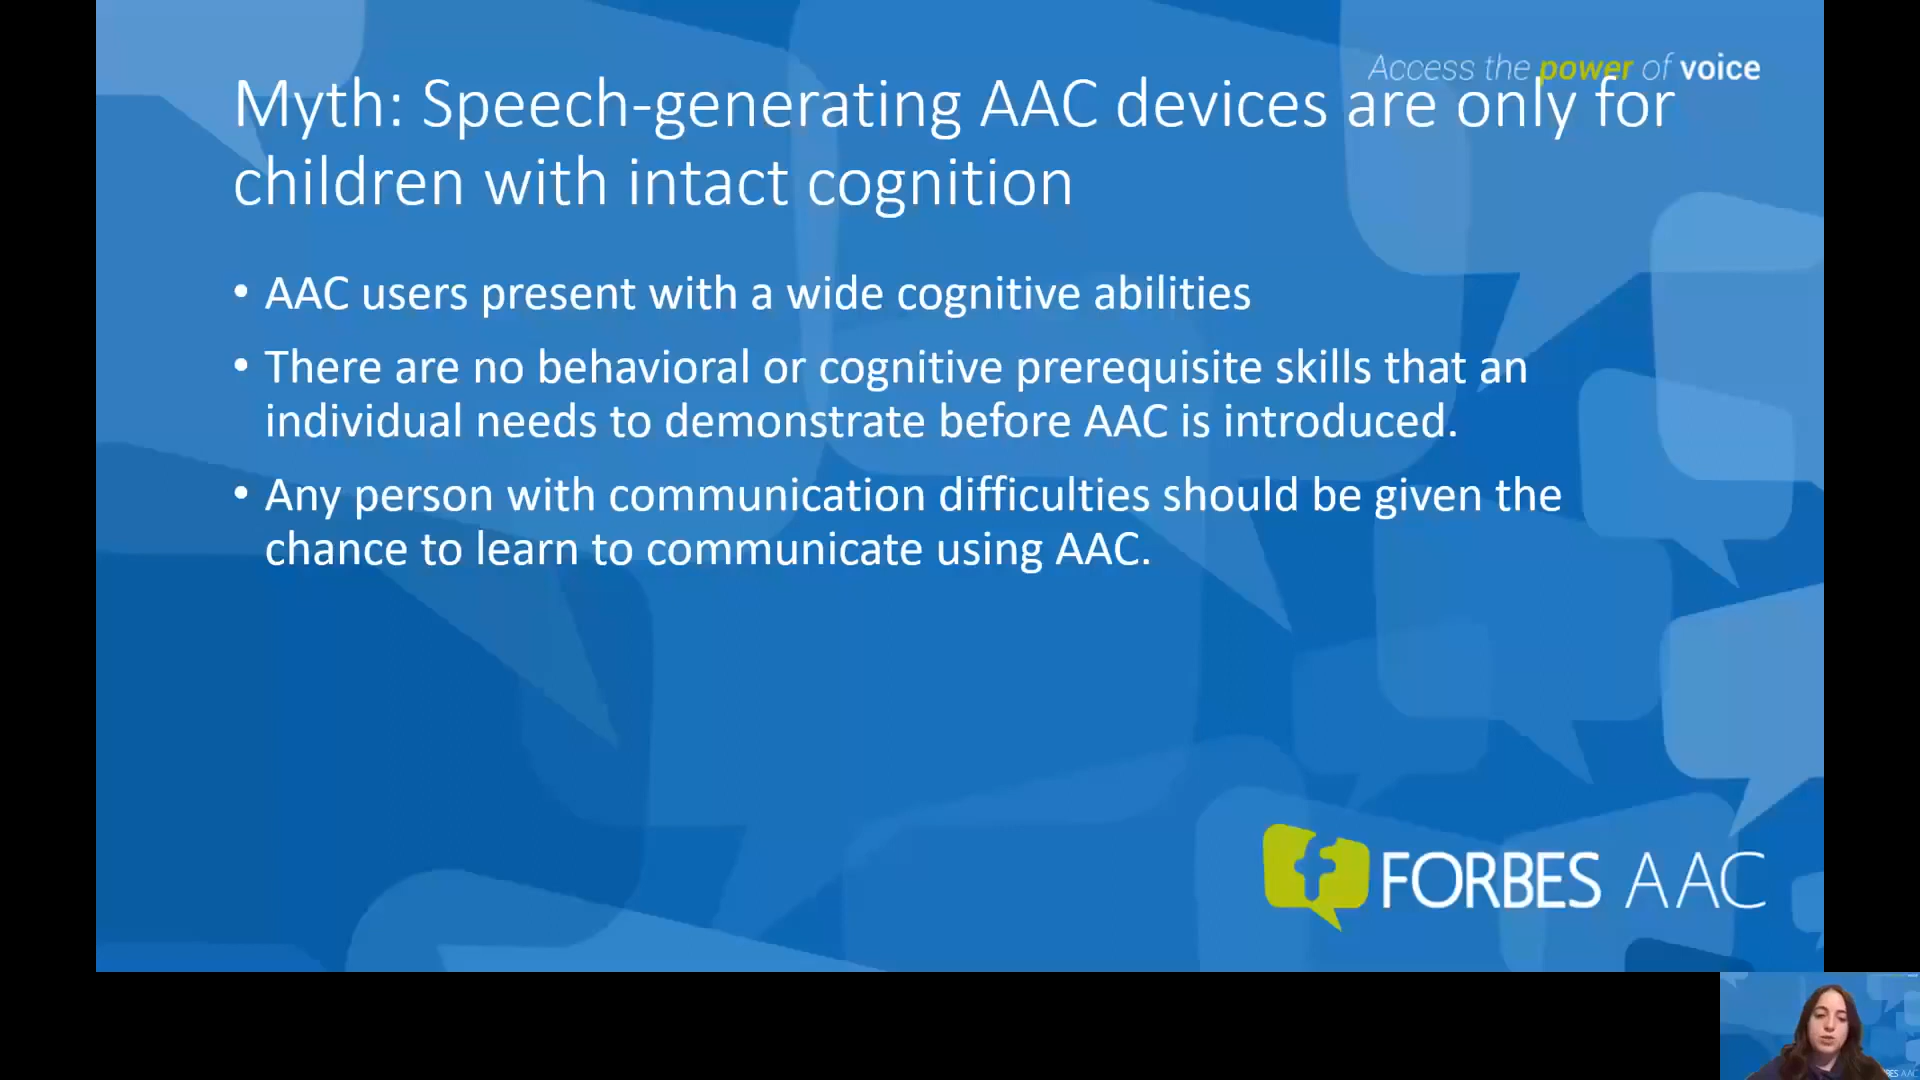 Access the power of voice
Myth: Speech-generating AAC devices are only for
children with intact cognition
• AAC users present with a wide cognitive abilities
• There are no behavioral or cognitive prerequisite skills that an
individual needs to demonstrate before AAC is introduced.
• Any person with communication difficulties should be given the
chance to learn to communicate using AAC.
f FORBES AAC